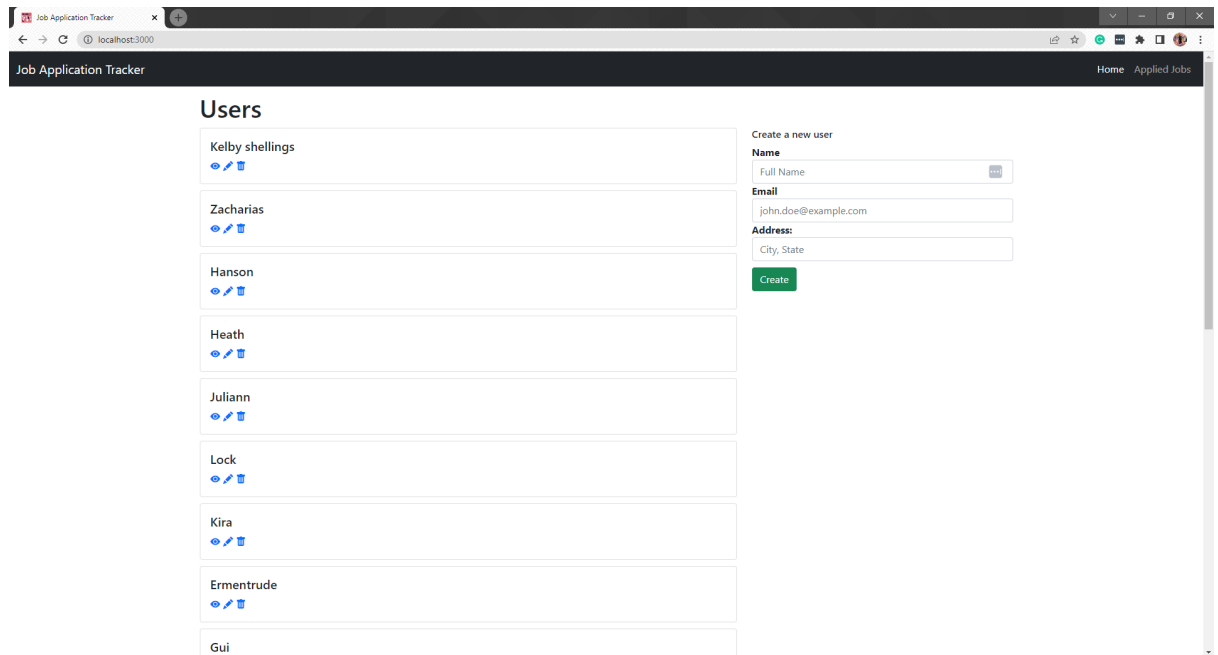 Job Application Tracker
localhost:3000
Job Application Tracker
Home Applied Jobs
Users
Kelby shellings
Zacharias
Hanson
Heath
Juliann
Lock
Kira
Ermentrude
Gui
Create a new user
Name
Full Name
Email
john.doe@example.com
Address:
City, State
Create